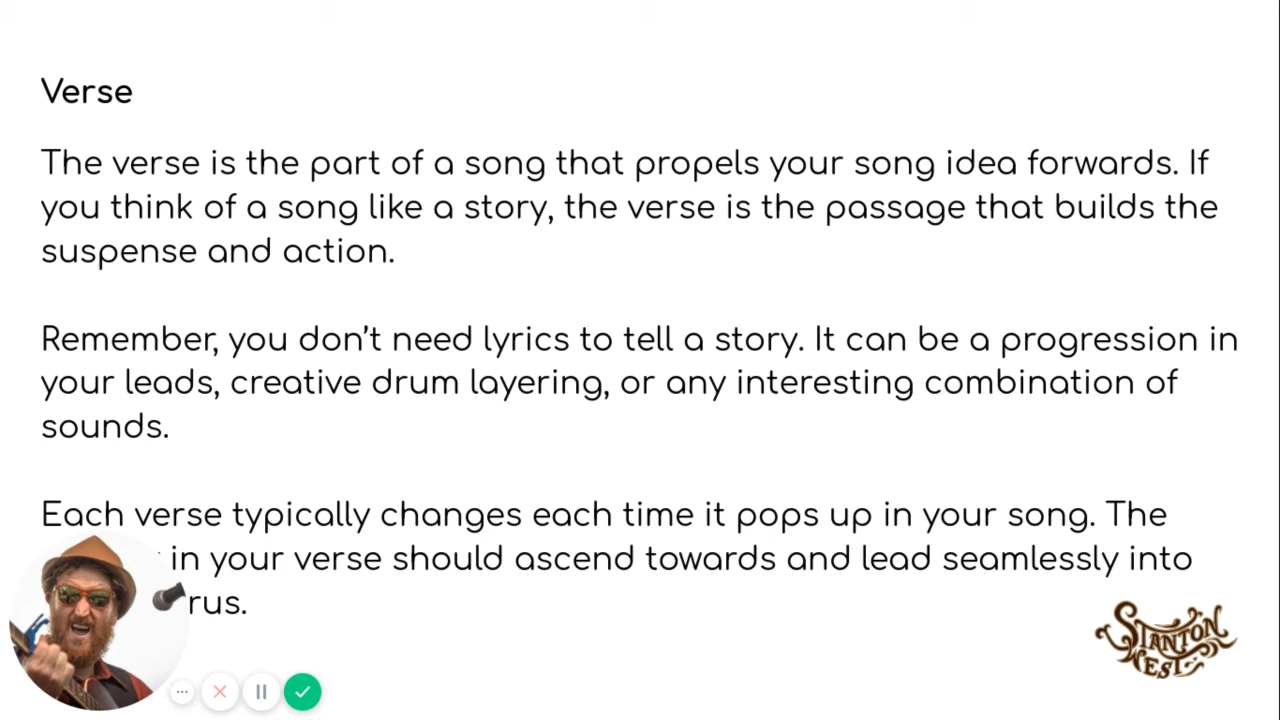 Verse
The verse is the part of a song that propels your song idea forwards. If
you think of a song like a story, the verse is the passage that builds the
suspense and action.
Remember, you don't need lyrics to tell a story. It can be a progression in
your leads, creative drum layering, or any interesting combination of
sounds.
Each verse typically changes each time it pops up in your song. The
in your verse should ascend towards and lead seamlessly into
rus.
STANTON
WEST